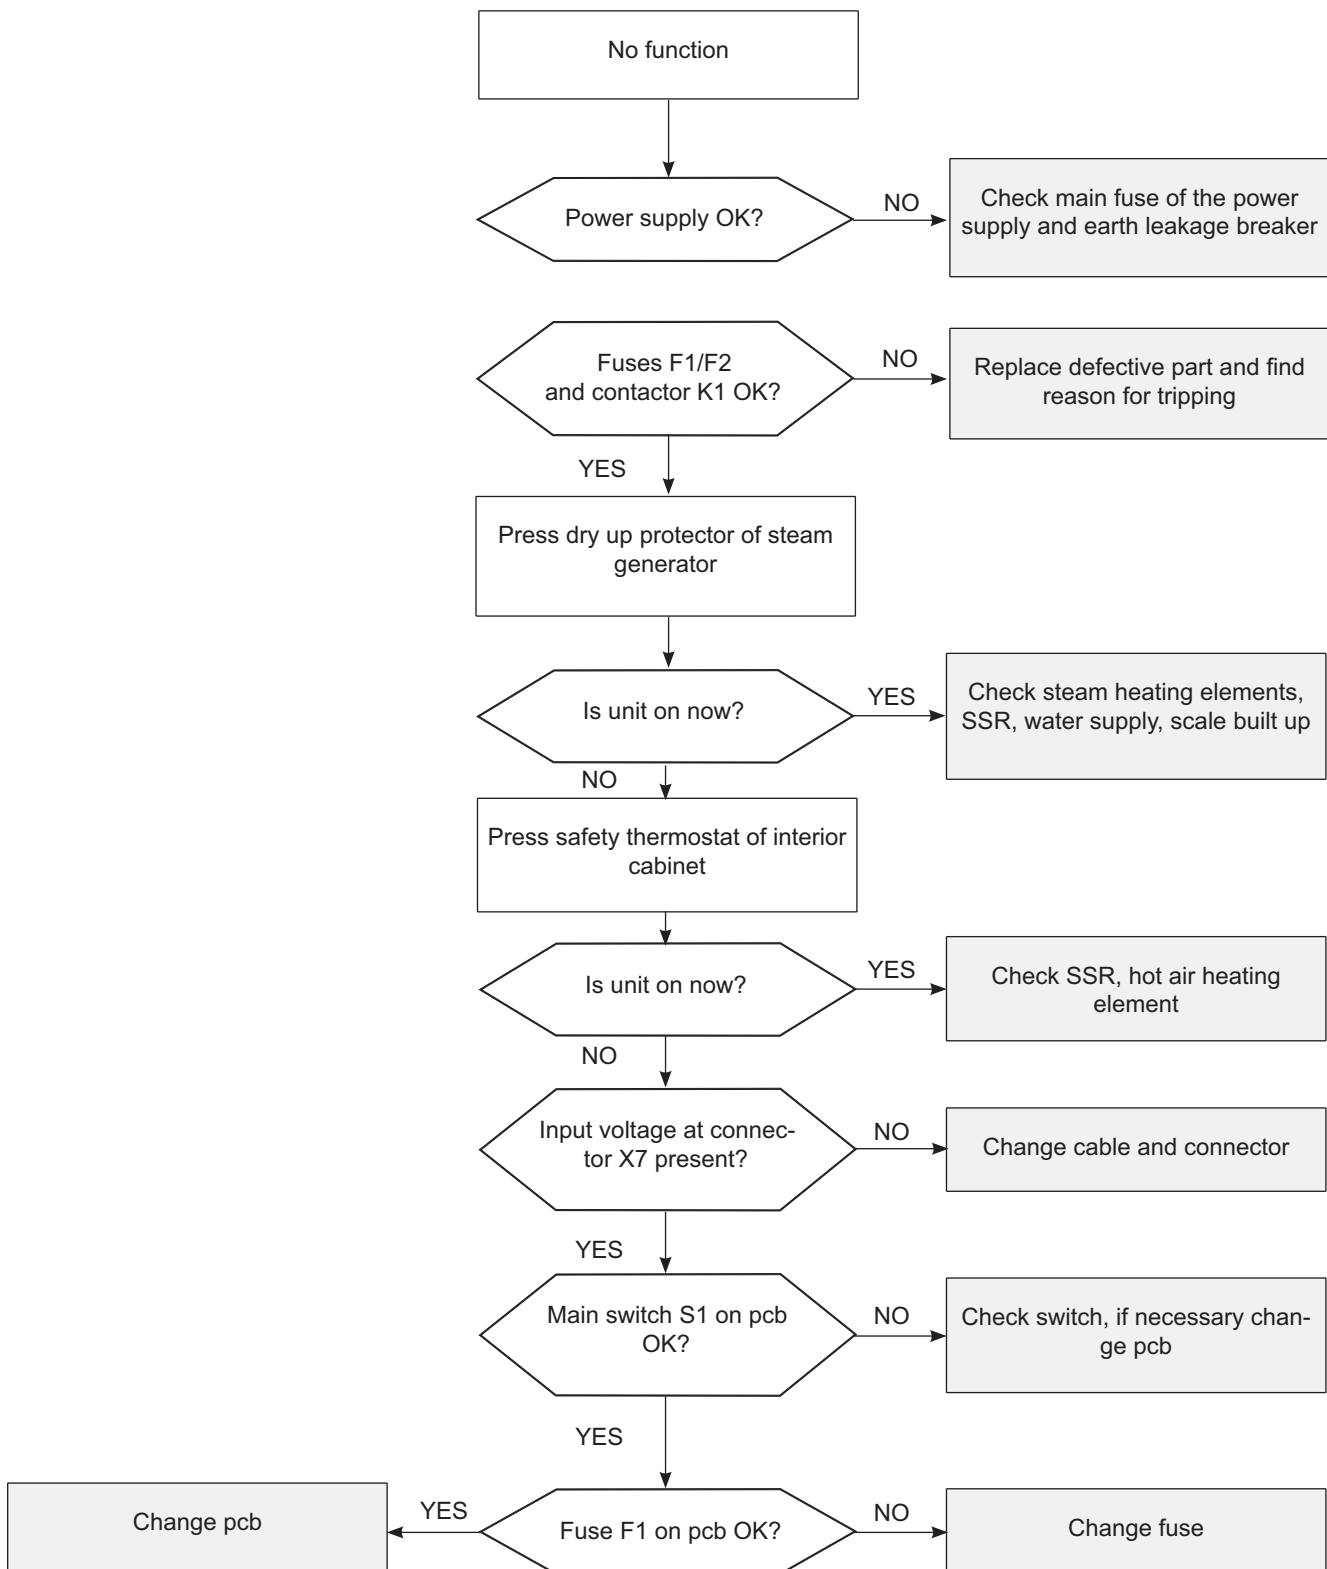 No function
Power supply OK?
NO
Check main fuse of the power
supply and earth leakage breaker
Fuses F1/F2
and contactor K1 OK?
NO
Replace defective part and find
reason for tripping
YES
Press dry up protector of steam
generator
Is unit on now?
YES
Check steam heating elements,
SSR, water supply, scale built up
NO
Press safety thermostat of interior
cabinet
Is unit on now?
YES
Check SSR, hot air heating
element
NO
Input voltage at connec-
tor X7 present?
NO
Change cable and connector
YES
Main switch S1 on pcb
OK?
NO
Check switch, if necessary chan-
ge pcb
YES
Change pcb
YES
Fuse F1 on pcb OK?
NO
Change fuse